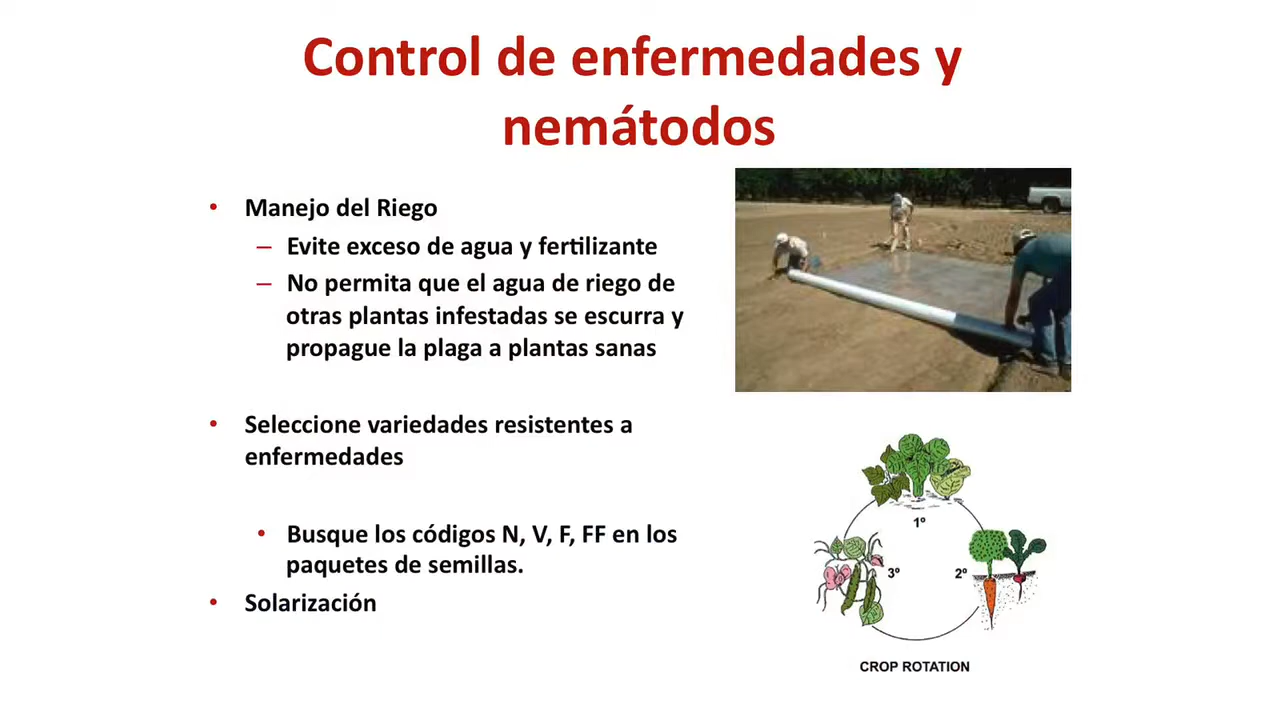 Control de enfermedades y
nemátodos
• Manejo del Riego
– Evite exceso de agua y fertilizante
– No permita que el agua de riego de
otras plantas infestadas se escurra y
propague la plaga a plantas sanas
• Seleccione variedades resistentes a
enfermedades
• Busque los códigos N, V, F, FF en los
paquetes de semillas.
• Solarización
1º
3º 2º
CROP ROTATION